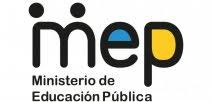 mep
Ministerio de
Educación Pública